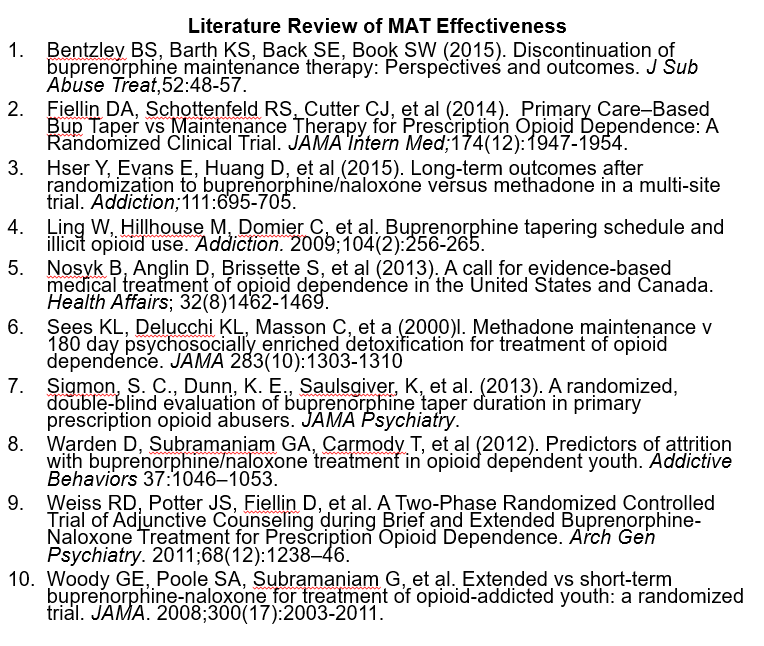 Literature Review of MAT Effectiveness
1. Bentzley BS, Barth KS, Back SE, Book SW (2015). Discontinuation of
buprenorphine maintenance therapy: Perspectives and outcomes. J Sub
Abuse Treat,52:48-57.
2. Fiellin DA, Schottenfeld RS, Cutter CJ, et al (2014).  Primary Care–Based
Bup Taper vs Maintenance Therapy for Prescription Opioid Dependence: A
Randomized Clinical Trial. JAMA Intern Med;174(12):1947-1954.
3. Hser Y, Evans E, Huang D, et al (2015). Long-term outcomes after
randomization to buprenorphine/naloxone versus methadone in a multi-site
trial. Addiction;111:695-705.
4. Ling W, Hillhouse M, Domier C, et al. Buprenorphine tapering schedule and
illicit opioid use. Addiction. 2009;104(2):256-265.
5. Nosyk B, Anglin D, Brissette S, et al (2013). A call for evidence-based
medical treatment of opioid dependence in the United States and Canada.
Health Affairs; 32(8)1462-1469.
6. Sees KL, Delucchi KL, Masson C, et a (2000)l. Methadone maintenance v
180 day psychosocially enriched detoxification for treatment of opioid
dependence. JAMA 283(10):1303-1310
7. Sigmon, S. C., Dunn, K. E., Saulsgiver, K, et al. (2013). A randomized,
double-blind evaluation of buprenorphine taper duration in primary
prescription opioid abusers. JAMA Psychiatry.
8. Warden D, Subramaniam GA, Carmody T, et al (2012). Predictors of attrition
with buprenorphine/naloxone treatment in opioid dependent youth. Addictive
Behaviors 37:1046–1053.
9. Weiss RD, Potter JS, Fiellin D, et al. A Two-Phase Randomized Controlled
Trial of Adjunctive Counseling during Brief and Extended Buprenorphine-
Naloxone Treatment for Prescription Opioid Dependence. Arch Gen
Psychiatry. 2011;68(12):1238–46.
10. Woody GE, Poole SA, Subramaniam G, et al. Extended vs short-term
buprenorphine-naloxone for treatment of opioid-addicted youth: a randomized
trial. JAMA. 2008;300(17):2003-2011.